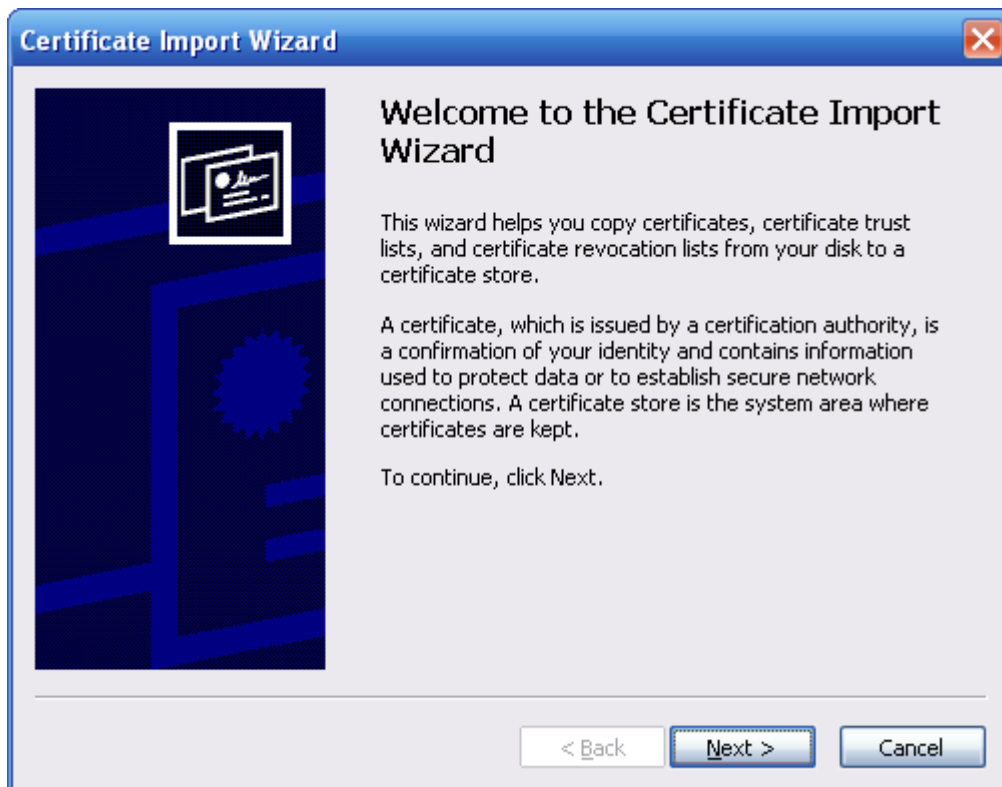 Certificate Import Wizard
Welcome to the Certificate Import
Wizard
This wizard helps you copy certificates, certificate trust
lists, and certificate revocation lists from your disk to a
certificate store.
A certificate, which is issued by a certification authority, is
a confirmation of your identity and contains information
used to protect data or to establish secure network
connections. A certificate store is the system area where
certificates are kept.
To continue, click Next.
< Back
Next >
Cancel